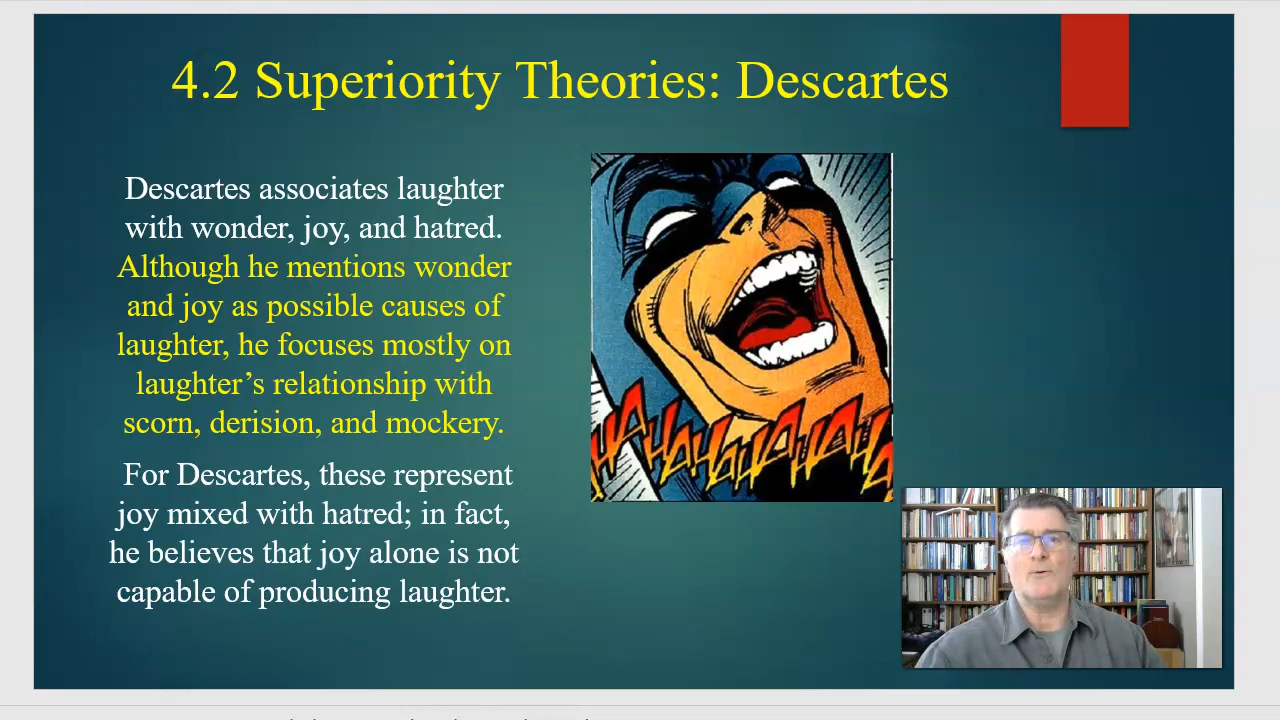 4.2 Superiority Theories: Descartes
Descartes associates laughter
with wonder, joy, and hatred.
Although he mentions wonder
and joy as possible causes of
laughter, he focuses mostly on
laughter’s relationship with
scorn, derision, and mockery.
For Descartes, these represent
joy mixed with hatred; in fact,
he believes that joy alone is not
capable of producing laughter.
HAHAHAHAHAHA